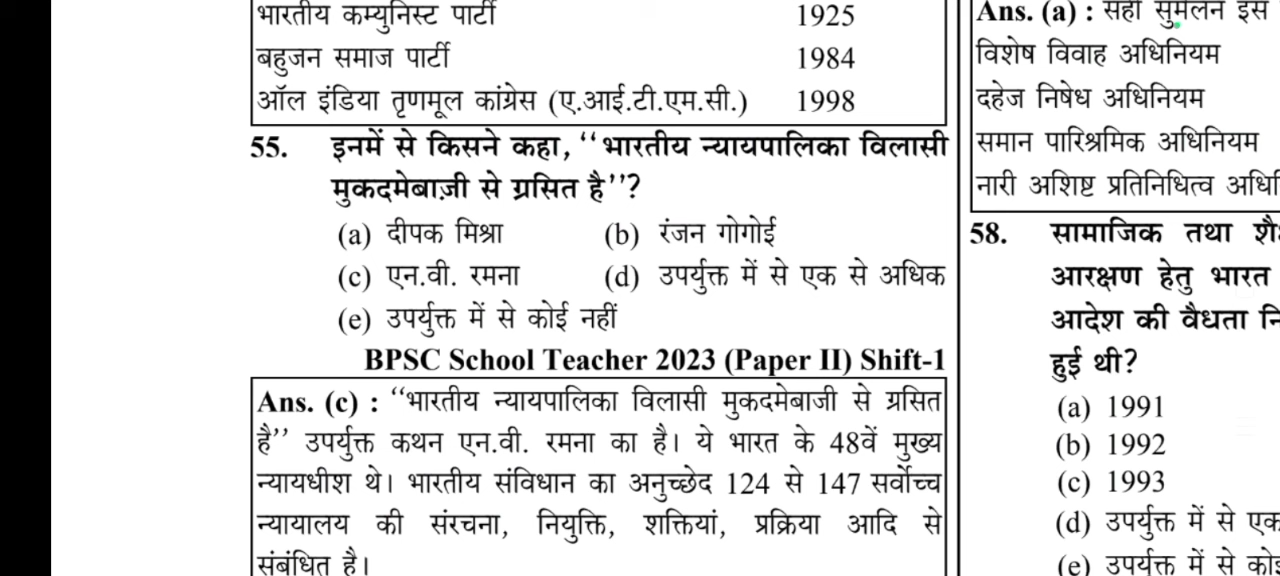 भारतीय कम्युनिस्ट पार्टी 1925
बहुजन समाज पार्टी 1984
ऑल इंडिया तृणमूल कांग्रेस (ए.आई.टी.एम.सी.) 1998
55. इनमें से किसने कहा, ‘‘भारतीय न्यायपालिका विलासी
मुकदमेबाज़ी से ग्रसित है’’?
(a) दीपक मिश्रा (b) रंजन गोगोई
(c) एन.वी. रमना (d) उपर्युक्त में से एक से अधिक
(e) उपर्युक्त में से कोई नहीं
BPSC School Teacher 2023 (Paper II) Shift-1
Ans. (c) : ‘‘भारतीय न्यायपालिका विलासी मुकदमेबाजी से ग्रसित
है’’ उपर्युक्त कथन एन.वी. रमना का है। ये भारत के 48वें मुख्य
न्यायधीश थे। भारतीय संविधान का अनुच्छेद 124 से 147 सर्वोच्च
न्यायालय की संरचना, नियुक्ति, शक्तियां, प्रक्रिया आदि से
संबंधित है।
Ans. (a) : सही सुमेलन इस
विशेष विवाह अधिनियम
दहेज निषेध अधिनियम
समान पारिश्रमिक अधिनियम
नारी अशिष्ट प्रतिनिधित्व
58. सामाजिक तथा
आरक्षण हेतु भारत
आदेश की वैधता
हुई थी?
(a) 1991
(b) 1992
(c) 1993
(d) उपर्युक्त में से
(e) उपर्युक्त में से